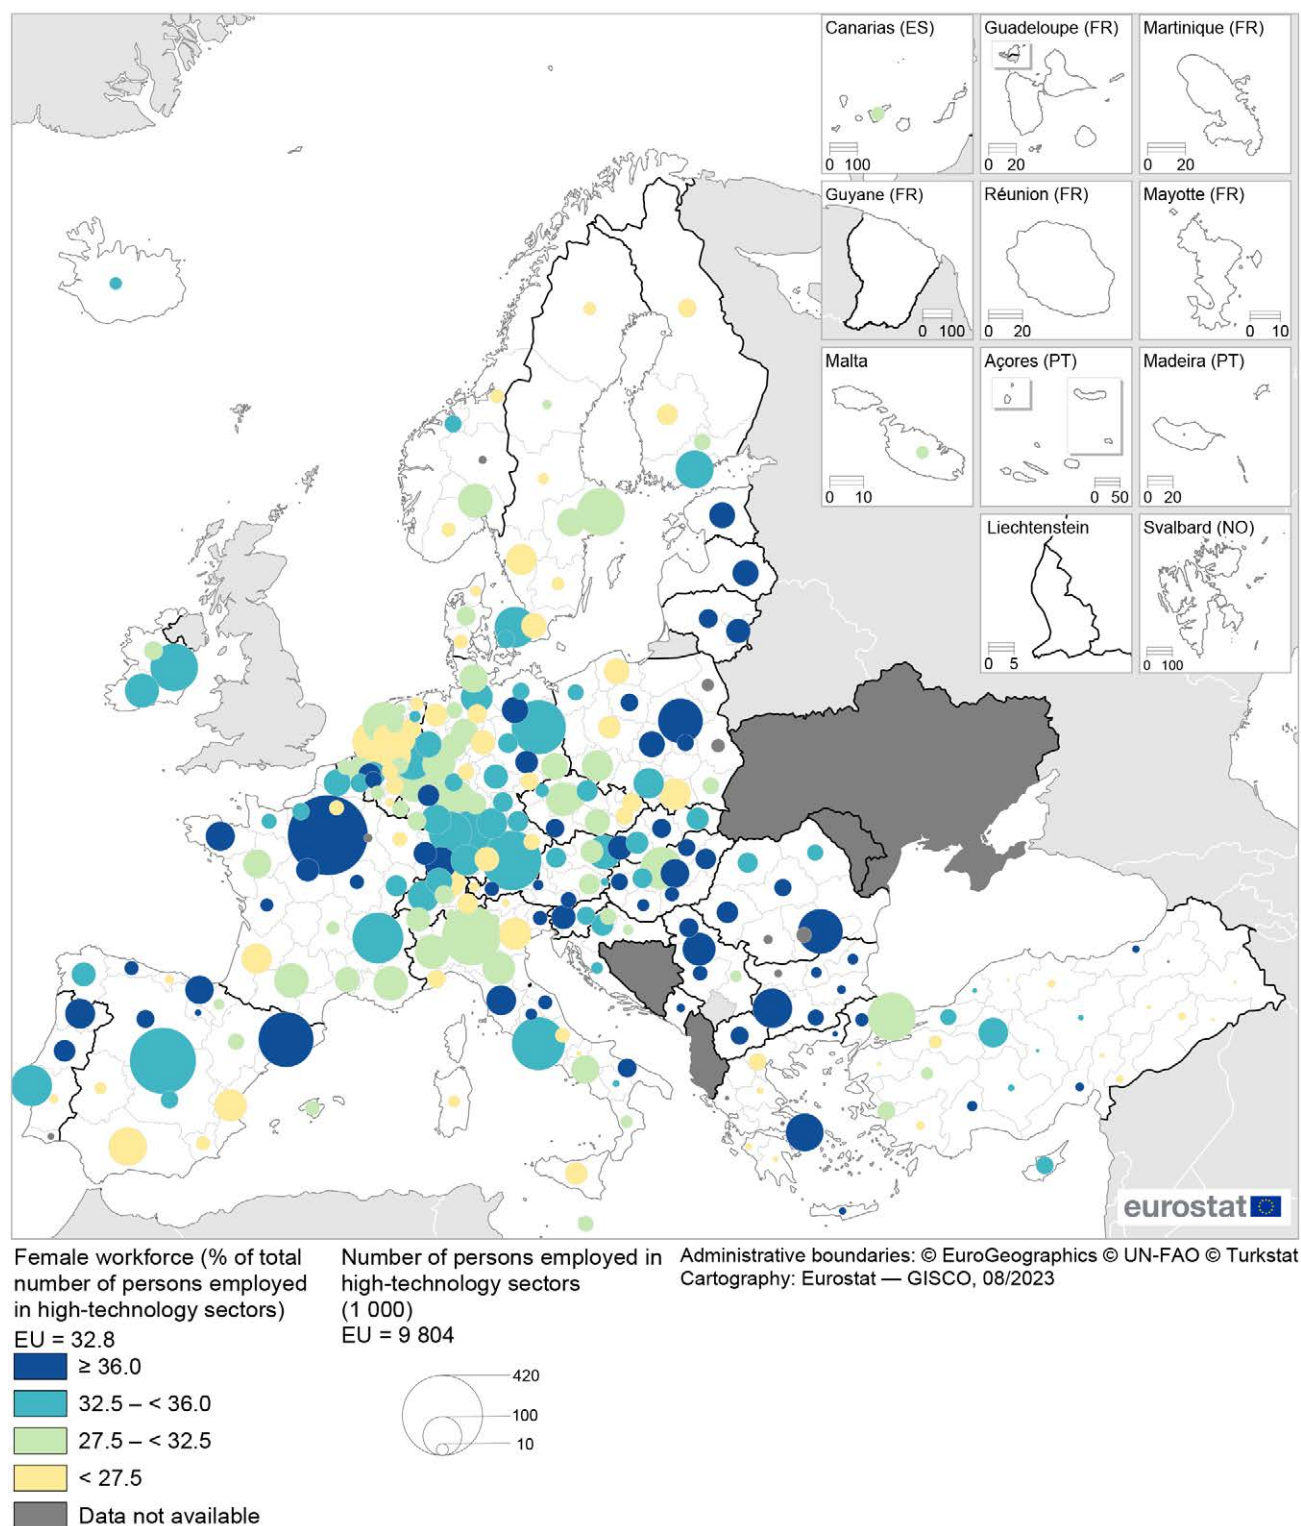 Canarias (ES)
0 100
Guadeloupe (FR)
0 20
Martinique (FR)
0 20
Guyane (FR)
0 100
Réunion (FR)
0 20
Mayotte (FR)
0 10
Malta
0 10
Açores (PT)
0 50
Madeira (PT)
0 20
Liechtenstein
0 5
Svalbard (NO)
0 100
eurostat
Female workforce (% of total
number of persons employed
in high-technology sectors)
EU = 32.8
≥ 36.0
32.5 – < 36.0
27.5 – < 32.5
< 27.5
Data not available
Number of persons employed in
high-technology sectors
(1 000)
EU = 9 804
420
100
10
Administrative boundaries: © EuroGeographics © UN-FAO © Turkstat
Cartography: Eurostat — GISCO, 08/2023